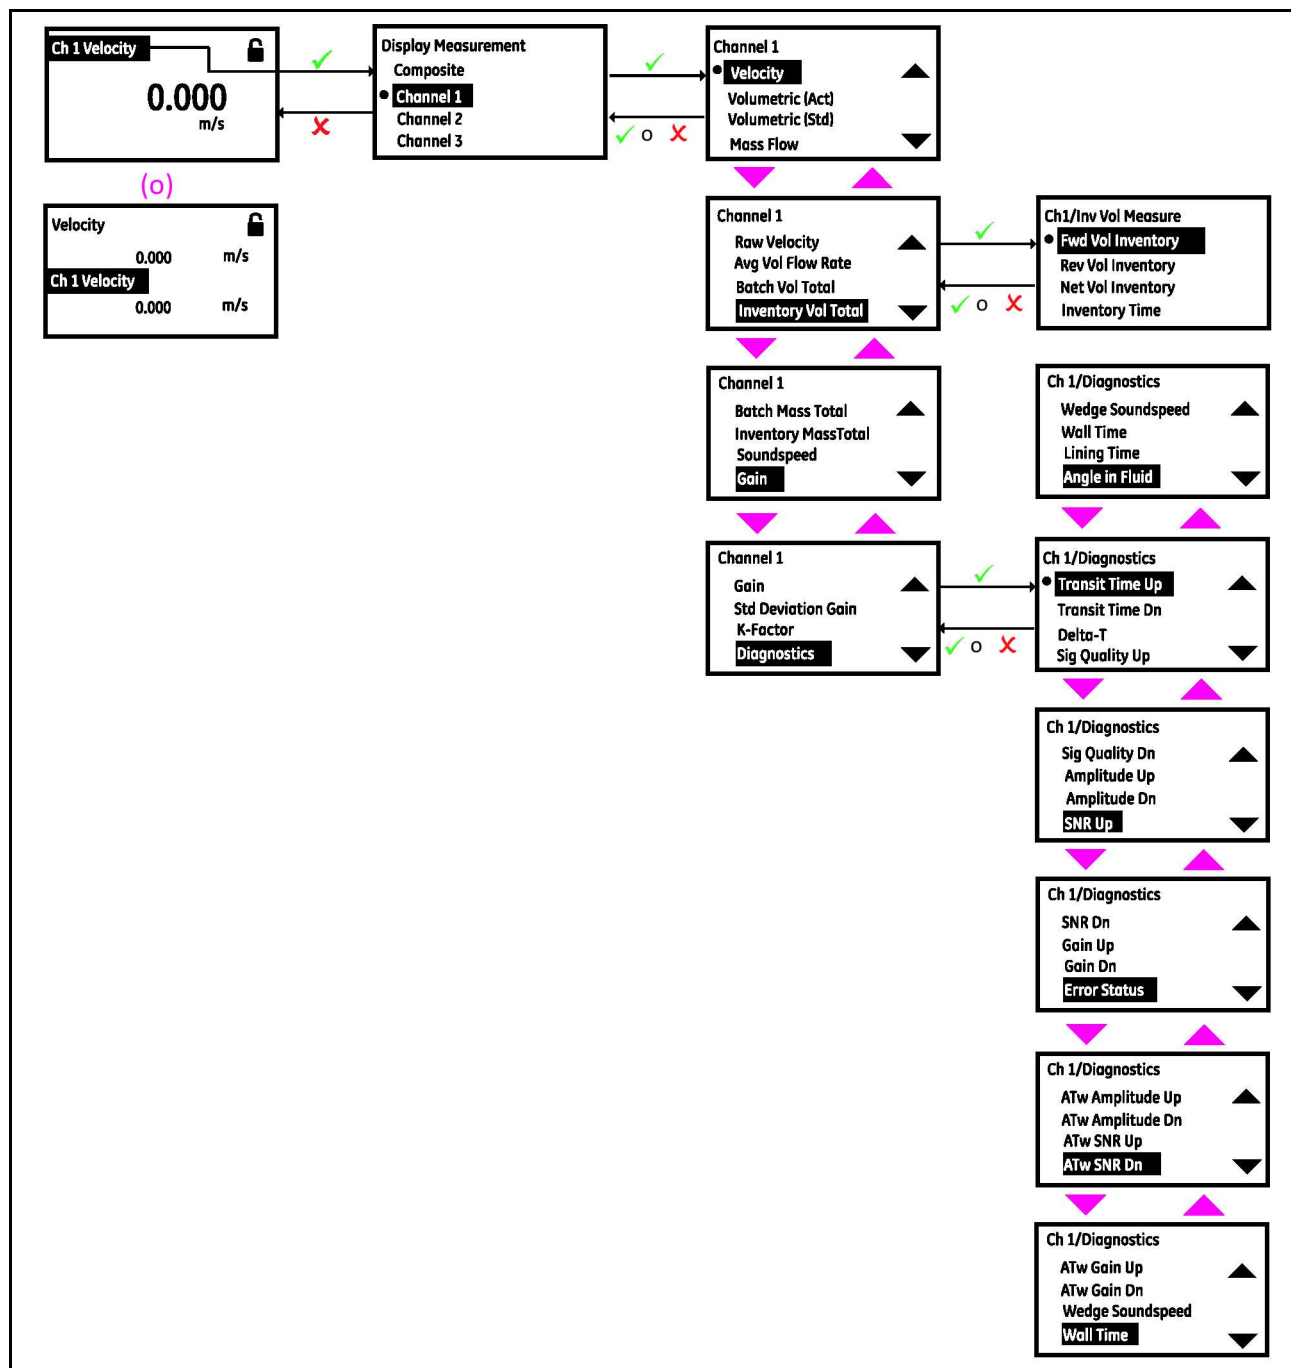 Ch 1 Velocity
0.000
m/s
(o)
Velocity
0.000 m/s
Ch 1 Velocity
0.000 m/s
Display Measurement
Composite
Channel 1
Channel 2
Channel 3
o
Channel 1
Velocity
Volumetric (Act)
Volumetric (Std)
Mass Flow
Channel 1
Raw Velocity
Avg Vol Flow Rate
Batch Vol Total
Inventory Vol Total
o
Ch1/Inv Vol Measure
Fwd Vol Inventory
Rev Vol Inventory
Net Vol Inventory
Inventory Time
Channel 1
Batch Mass Total
Inventory MassTotal
Soundspeed
Gain
Ch 1/Diagnostics
Wedge Soundspeed
Wall Time
Lining Time
Angle in Fluid
Channel 1
Gain
Std Deviation Gain
K-Factor
Diagnostics
o
Ch 1/Diagnostics
Transit Time Up
Transit Time Dn
Delta-T
Sig Quality Up
Ch 1/Diagnostics
Sig Quality Dn
Amplitude Up
Amplitude Dn
SNR Up
Ch 1/Diagnostics
SNR Dn
Gain Up
Gain Dn
Error Status
Ch 1/Diagnostics
ATw Amplitude Up
ATw Amplitude Dn
ATw SNR Up
ATw SNR Dn
Ch 1/Diagnostics
ATw Gain Up
ATw Gain Dn
Wedge Soundspeed
Wall Time